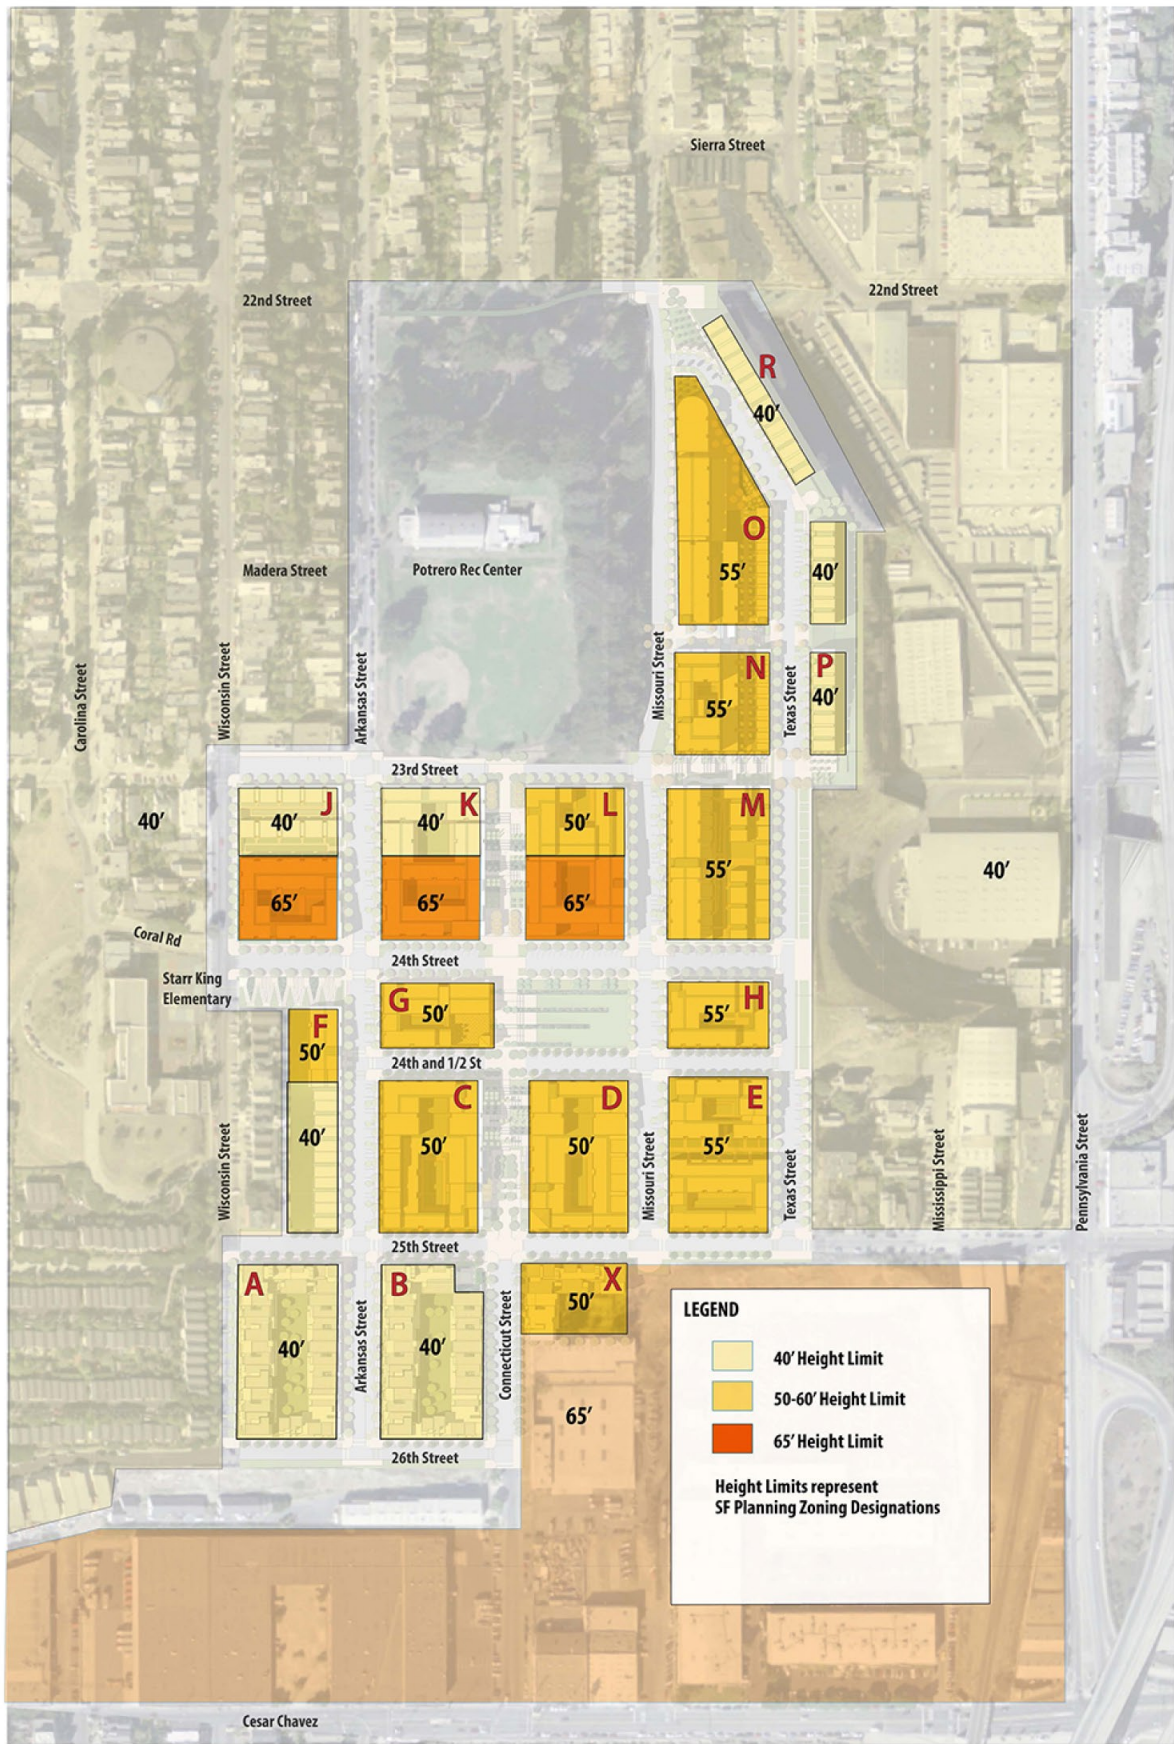 Sierra Street
22nd Street
22nd Street
R
40′
O
55′
40′
Madera Street
Potrero Rec Center
Carolina Street
Wisconsin Street
Arkansas Street
Missouri Street
N
55′
Texas Street
P
40′
23rd Street
40′
J
40′
65′
K
40′
65′
L
50′
65′
M
55′
40′
Coral Rd
24th Street
Starr King
Elementary
F
50′
40′
G
50′
H
55′
24th and 1/2 St
C
50′
D
50′
E
55′
Wisconsin Street
Missouri Street
Texas Street
Mississippi Street
Pennsylvania Street
25th Street
A
40′
Arkansas Street
B
40′
Connecticut Street
X
50′
65′
26th Street
LEGEND
40′ Height Limit
50-60′ Height Limit
65′ Height Limit
Height Limits represent
SF Planning Zoning Designations
Cesar Chavez